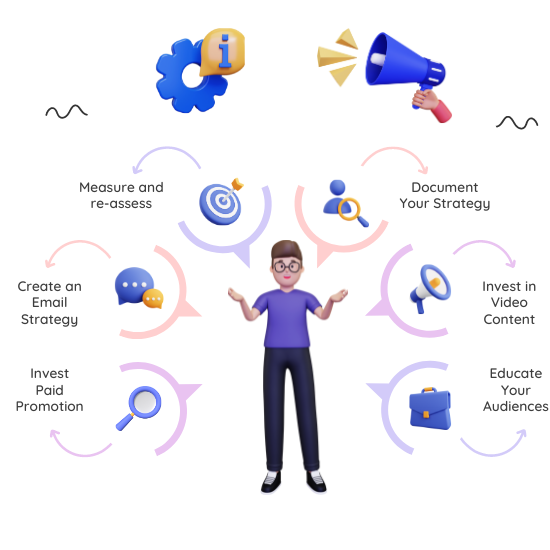 i
Measure and
re-assess
Document
Your Strategy
Create an
Email
Strategy
Invest in
Video
Content
Invest
Paid
Promotion
Educate
Your
Audiences